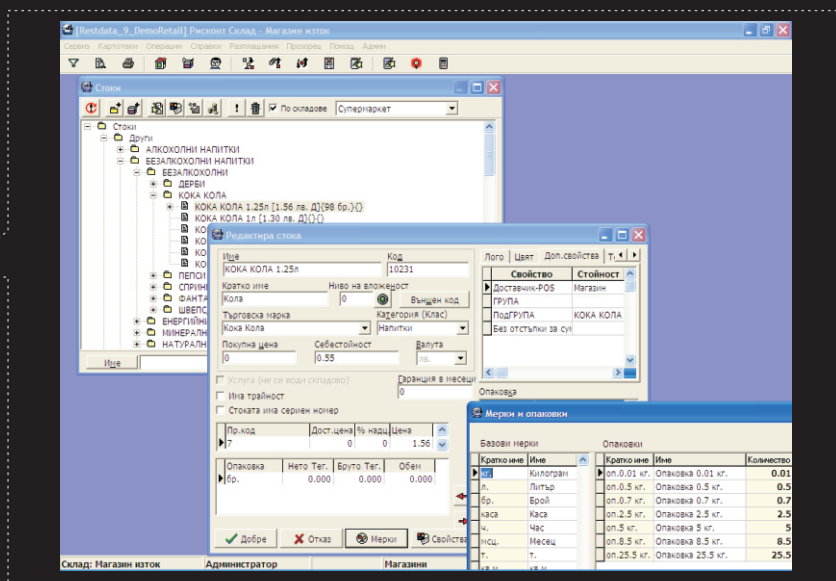 [Restdata_9_DemoRetail] Рисконт Склад - Магазин изток
Сервиз Картотеки Операции Справки Разплащания Прозорец Помощ Админ
Стоки
По складове Супермаркет
Стоки
Други
АЛКОХОЛНИ НАПИТКИ
БЕЗАЛКОХОЛНИ НАПИТКИ
БЕЗАЛКОХОЛНИ
ДЕРБИ
КОКА КОЛА
КОКА КОЛА 1.25л [1.56 лв. Д]{98 бр.}{}
КОКА КОЛА 1л [1.30 лв. Д]{}{}
КО
КО
КО
КО
ПЕПСИ
СПРИН
ФАНТА
ШВЕПС
ЕНЕРГИЙНИ
МИНЕРАЛН
НАТУРАЛН
Име
Редактира стока
Име Код
КОКА КОЛА 1.25л 10231
Кратко име Ниво на вложеност
Кола 0 Външен код
Търговска марка Категория (Клас)
Кока Кола Напитки
Покупна цена Себестойност Валута
0 0.55 лв.
Услуга (не се води складово) Гаранция в месеци
Има трайност 0
Стоката има сериен номер
Пр.код Дост.цена % надц. Цена
7 0 0 1.56
Опаковка Нето Тег. Бруто Тег. Обем
бр. 0.000 0.000 0.000
Добре Отказ Мерки Свойства
Лого Цвят Доп.свойства
Свойство Стойност
Доставчик-POS Магазин
ГРУПА
ПодГРУПА КОКА КОЛА
Без отстъпки за су
Опаковка
Мерки и опаковки
Базови мерки Опаковки
Кратко име Име Кратко име Име Количество
кг. Килограм оп.0.01 кг. Опаковка 0.01 кг. 0.01
л. Литър оп.0.5 кг. Опаковка 0.5 кг. 0.5
бр. Брой оп.0.7 кг. Опаковка 0.7 кг. 0.7
каса Каса оп.2.5 кг. Опаковка 2.5 кг. 2.5
ч. Час оп.5 кг. Опаковка 5 кг. 5
мсц. Месец оп.8.5 кг. Опаковка 8.5 кг. 8.5
т. т. оп.25.5 кг. Опаковка 25.5 кг. 25.5
кв.м кв.м
Склад: Магазин изток Администратор Магазини